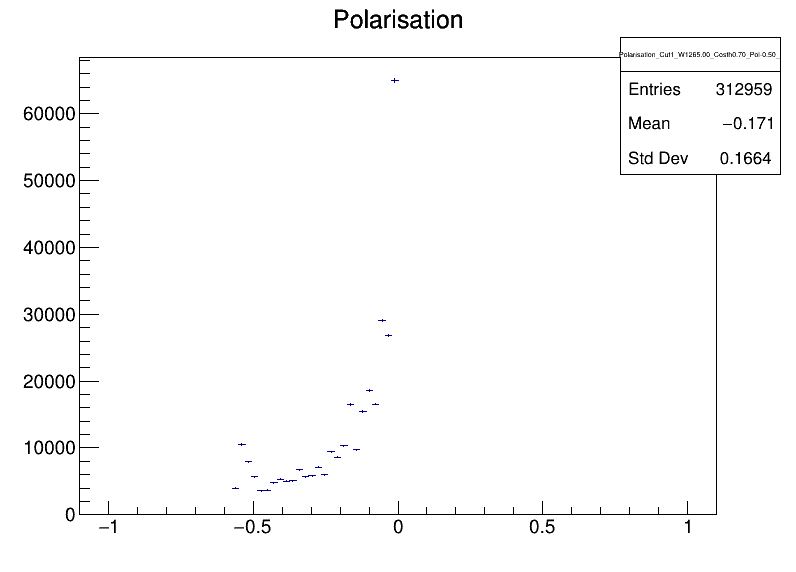 Polarisation
Polarisation_Cut1_W1265.00_Costh0.70_Pol-0.50_
Entries 312959
Mean −0.171
Std Dev 0.1664
60000
50000
40000
30000
20000
10000
0
−1 −0.5 0 0.5 1